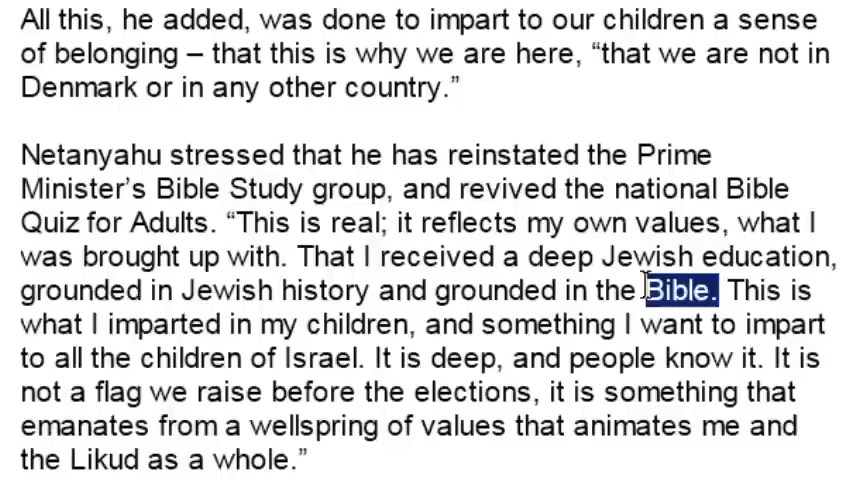 All this, he added, was done to impart to our children a sense
of belonging – that this is why we are here, “that we are not in
Denmark or in any other country.”
Netanyahu stressed that he has reinstated the Prime
Minister’s Bible Study group, and revived the national Bible
Quiz for Adults. “This is real; it reflects my own values, what I
was brought up with. That I received a deep Jewish education,
grounded in Jewish history and grounded in the Bible. This is
what I imparted in my children, and something I want to impart
to all the children of Israel. It is deep, and people know it. It is
not a flag we raise before the elections, it is something that
emanates from a wellspring of values that animates me and
the Likud as a whole.”